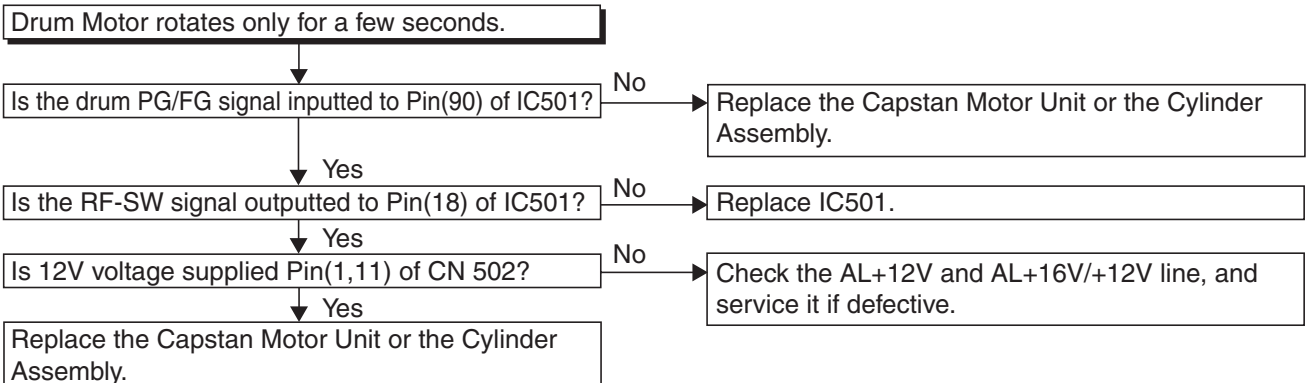 Drum Motor rotates only for a few seconds.
Is the drum PG/FG signal inputted to Pin(90) of IC501?
No
Replace the Capstan Motor Unit or the Cylinder
Assembly.
Yes
Is the RF-SW signal outputted to Pin(18) of IC501?
No
Replace IC501.
Yes
Is 12V voltage supplied Pin(1,11) of CN 502?
No
Check the AL+12V and AL+16V/+12V line, and
service it if defective.
Yes
Replace the Capstan Motor Unit or the Cylinder
Assembly.